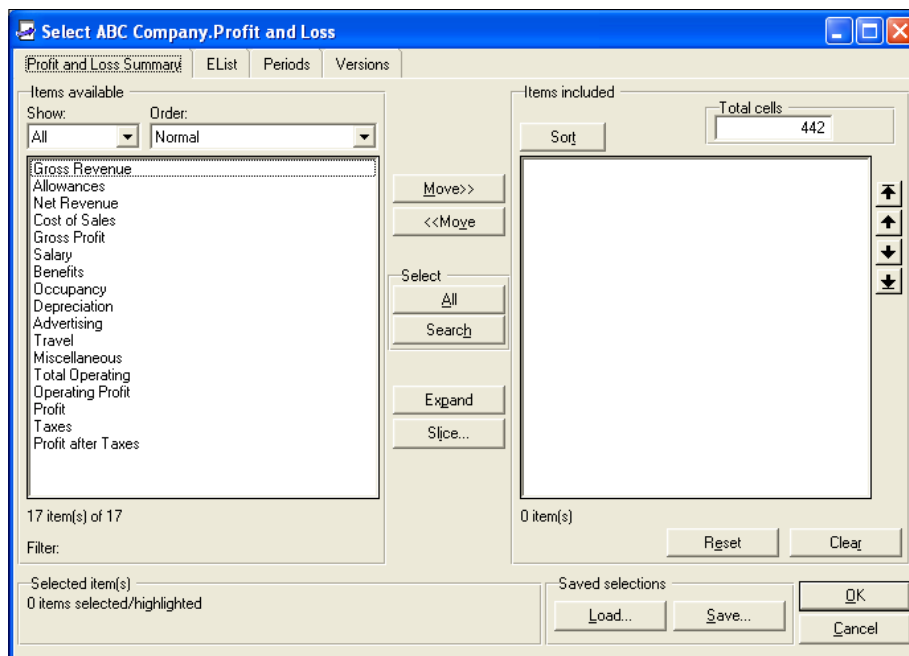 Select ABC Company.Profit and Loss
Profit and Loss Summary EList Periods Versions
Items available
Show: Order:
All Normal
Gross Revenue
Allowances
Net Revenue
Cost of Sales
Gross Profit
Salary
Benefits
Occupancy
Depreciation
Advertising
Travel
Miscellaneous
Total Operating
Operating Profit
Profit
Taxes
Profit after Taxes
17 item(s) of 17
Filter:
Move>>
<<Move
Select
All
Search
Expand
Slice...
Items included
Sort
Total cells
442
0 item(s)
Reset Clear
Selected item(s)
0 items selected/highlighted
Saved selections
Load... Save...
OK
Cancel